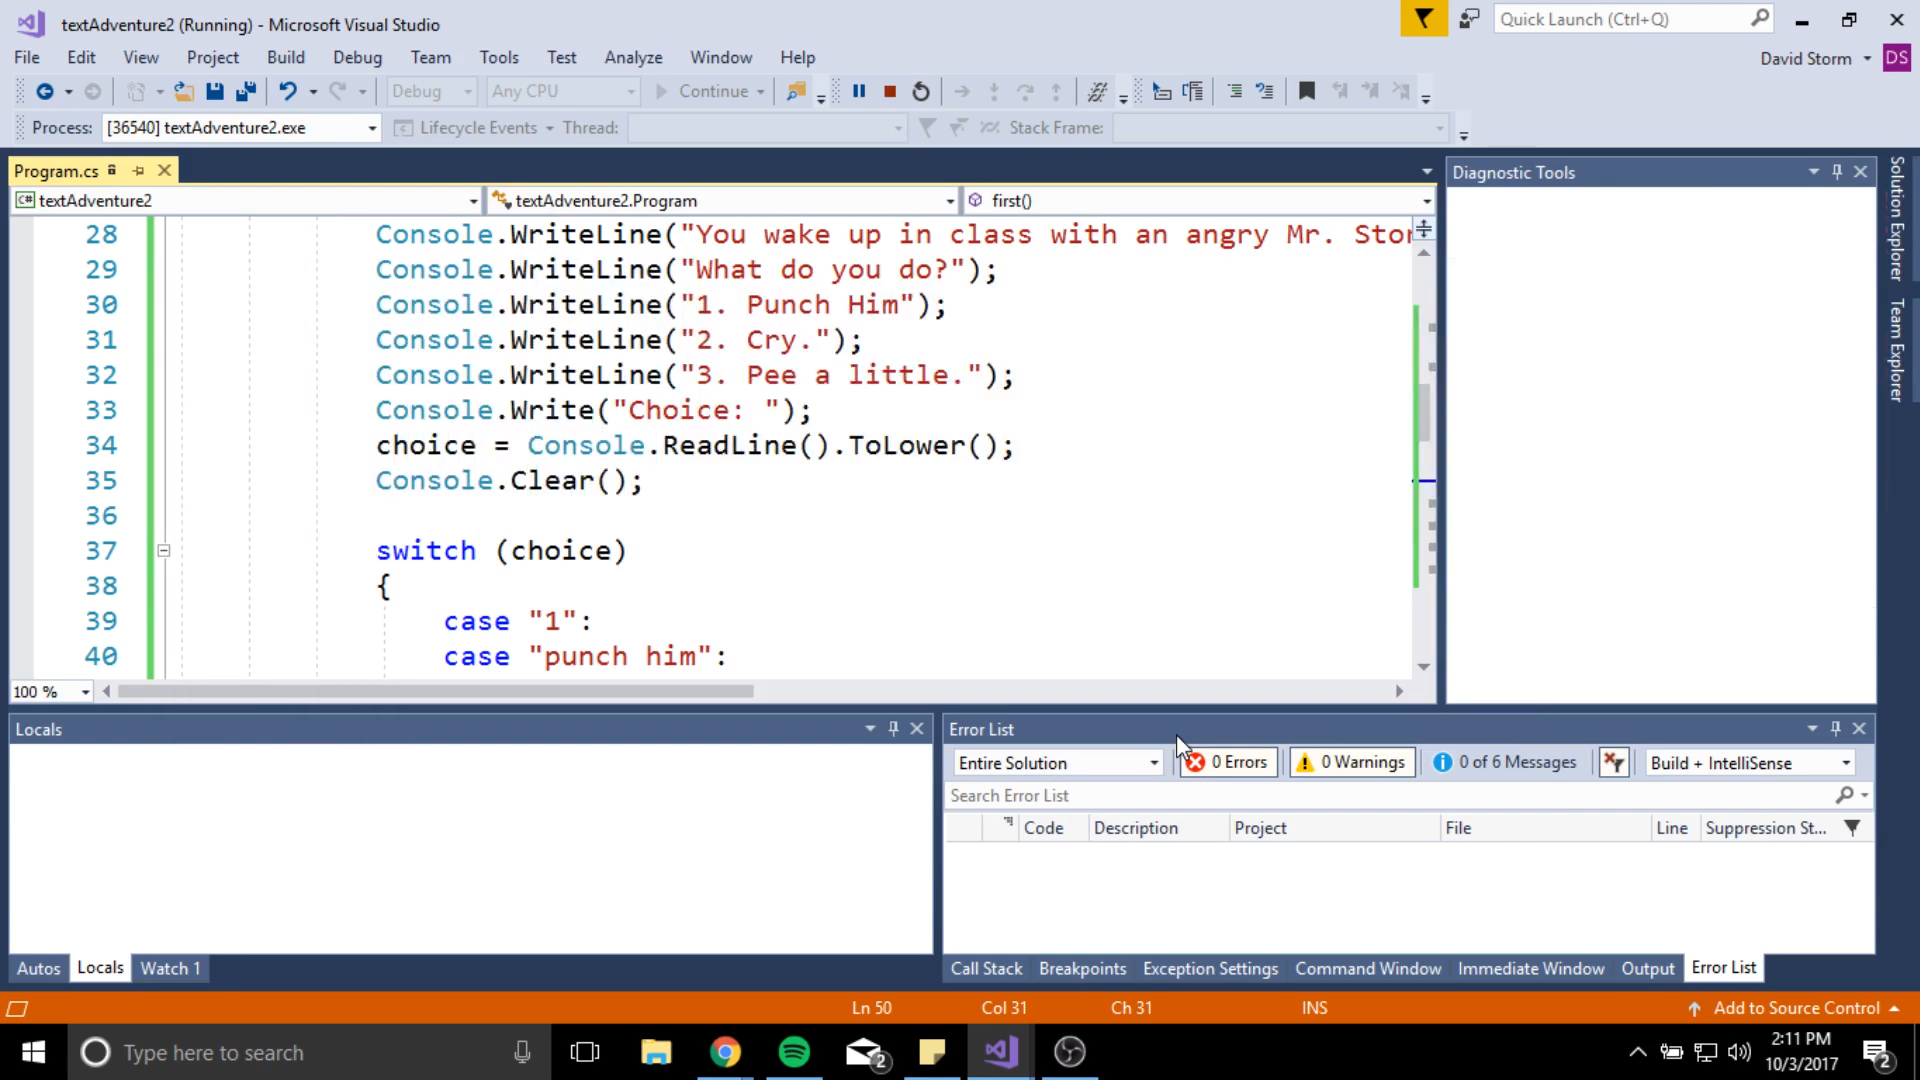 textAdventure2 (Running) - Microsoft Visual Studio
Quick Launch (Ctrl+Q)
File Edit View Project Build Debug Team Tools Test Analyze Window Help
David Storm DS
Debug Any CPU Continue
Process: [36540] textAdventure2.exe Lifecycle Events Thread: Stack Frame:
Program.cs
Diagnostic Tools
textAdventure2 textAdventure2.Program first()
Solution Explorer
Team Explorer
28 Console.WriteLine("You wake up in class with an angry Mr. Stor
29 Console.WriteLine("What do you do?");
30 Console.WriteLine("1. Punch Him");
31 Console.WriteLine("2. Cry.");
32 Console.WriteLine("3. Pee a little.");
33 Console.Write("Choice: ");
34 choice = Console.ReadLine().ToLower();
35 Console.Clear();
36
37 switch (choice)
38 {
39 case "1":
40 case "punch him":
100 %
Locals
Error List
Entire Solution 0 Errors 0 Warnings 0 of 6 Messages Build + IntelliSense
Search Error List
Code Description Project File Line Suppression St...
Autos Locals Watch 1
Call Stack Breakpoints Exception Settings Command Window Immediate Window Output Error List
Ln 50 Col 31 Ch 31 INS Add to Source Control
Type here to search
2
2:11 PM
10/3/2017
2